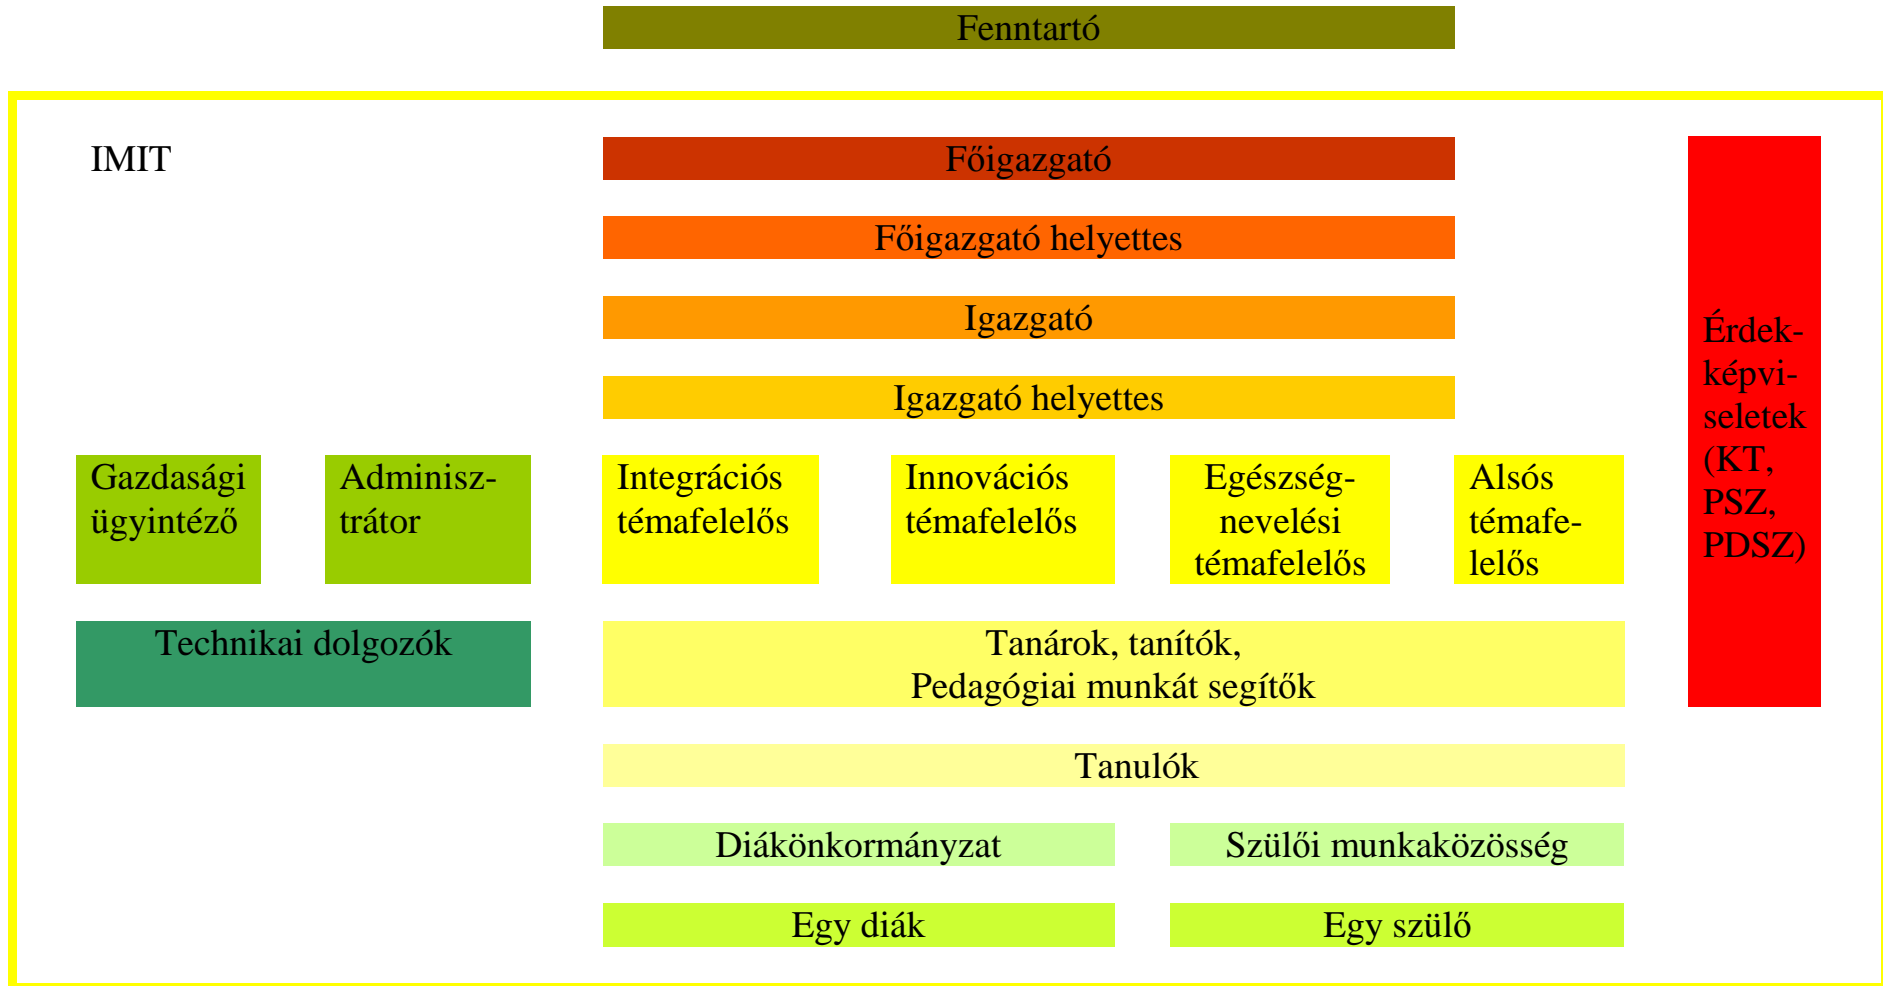 Fenntartó
IMIT
Főigazgató
Főigazgató helyettes
Igazgató
Igazgató helyettes
Gazdasági
ügyintéző
Adminisz-
trátor
Integrációs
témafelelős
Innovációs
témafelelős
Egészség-
nevelési
témafelelős
Alsós
témafe-
lelős
Érdek-
képvi-
seletek
(KT,
PSZ,
PDSZ)
Technikai dolgozók
Tanárok, tanítók,
Pedagógiai munkát segítők
Tanulók
Diákönkormányzat
Szülői munkaközösség
Egy diák
Egy szülő